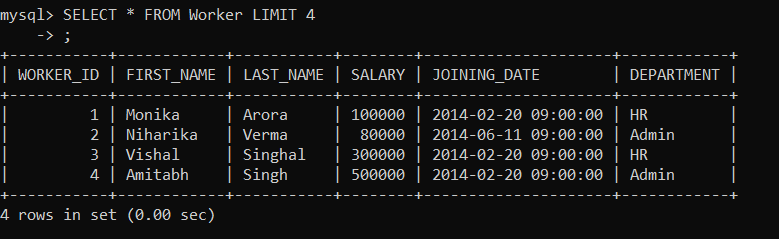 mysql> SELECT * FROM Worker LIMIT 4
    -> ;
+-----------+------------+-----------+--------+---------------------+------------+
| WORKER_ID | FIRST_NAME | LAST_NAME | SALARY | JOINING_DATE        | DEPARTMENT |
+-----------+------------+-----------+--------+---------------------+------------+
|         1 | Monika     | Arora     | 100000 | 2014-02-20 09:00:00 | HR         |
|         2 | Niharika   | Verma     |  80000 | 2014-06-11 09:00:00 | Admin      |
|         3 | Vishal     | Singhal   | 300000 | 2014-02-20 09:00:00 | HR         |
|         4 | Amitabh    | Singh     | 500000 | 2014-02-20 09:00:00 | Admin      |
+-----------+------------+-----------+--------+---------------------+------------+
4 rows in set (0.00 sec)